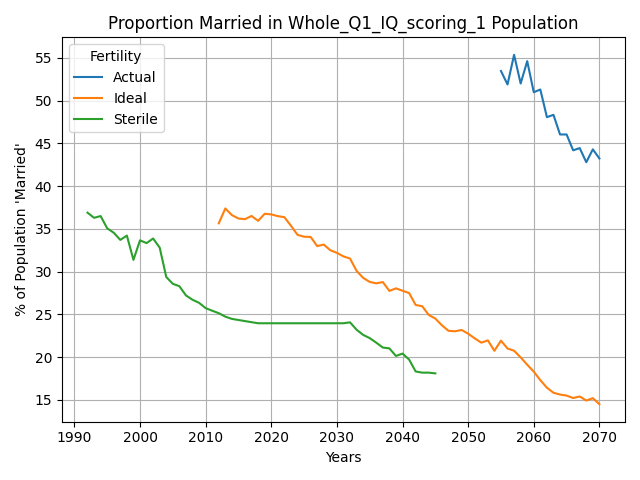 Proportion Married in Whole_Q1_IQ_scoring_1 Population
Fertility
Actual
Ideal
Sterile
% of Population 'Married'
55
50
45
40
35
30
25
20
15
1990 2000 2010 2020 2030 2040 2050 2060 2070
Years